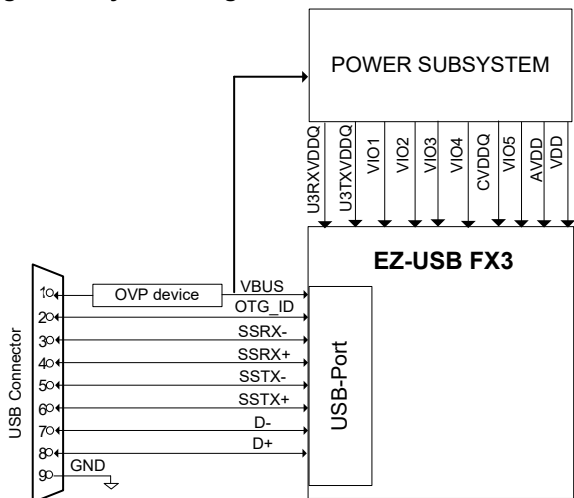 POWER SUBSYSTEM
U3RXVDDQ
U3TXVDDQ
VIO1
VIO2
VIO3
VIO4
CVDDQ
VIO5
AVDD
VDD
EZ-USB FX3
USB Connector
1
OVP device
VBUS
2
OTG_ID
3
SSRX-
4
SSRX+
5
SSTX-
6
SSTX+
7
D-
8
D+
9
GND
USB-Port